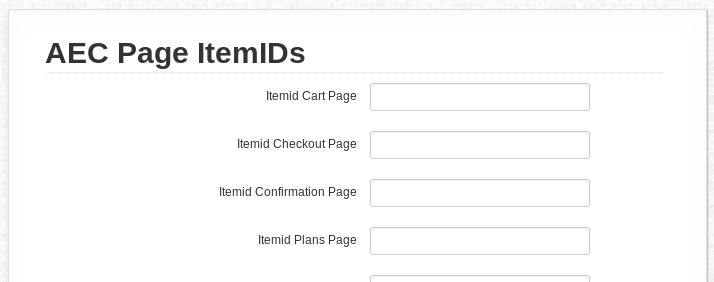 AEC Page ItemIDs
Itemid Cart Page
Itemid Checkout Page
Itemid Confirmation Page
Itemid Plans Page